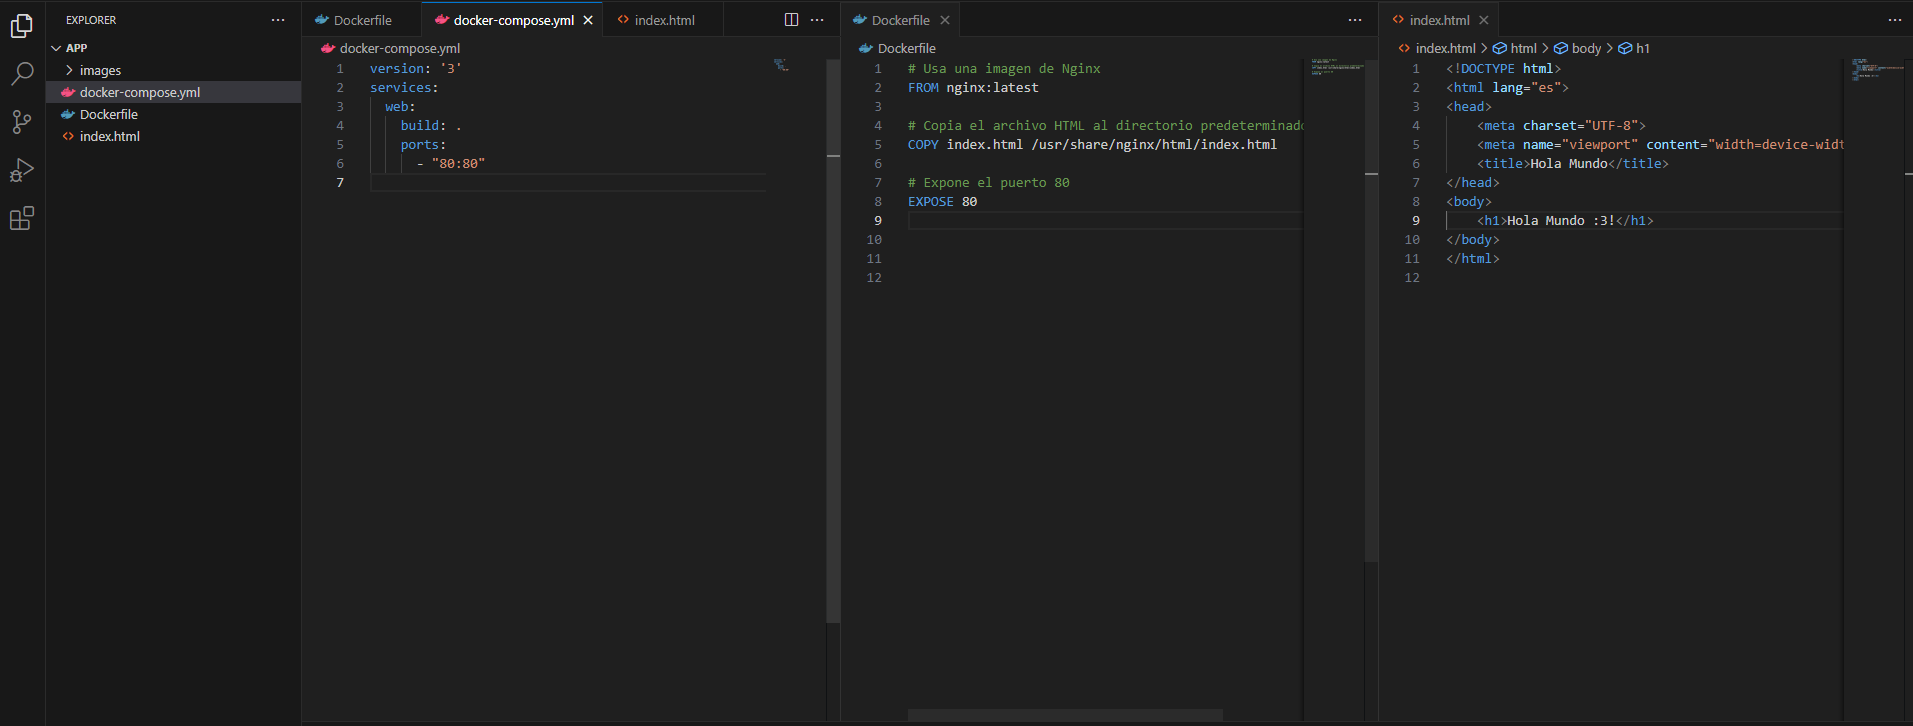 EXPLORER
APP
images
docker-compose.yml
Dockerfile
index.html
Dockerfile
docker-compose.yml
index.html
docker-compose.yml
1 version: '3'
2 services:
3 web:
4 build: .
5 ports:
6 - "80:80"
7
Dockerfile
Dockerfile
1 # Usa una imagen de Nginx
2 FROM nginx:latest
3
4 # Copia el archivo HTML al directorio predeterminado
5 COPY index.html /usr/share/nginx/html/index.html
6
7 # Expone el puerto 80
8 EXPOSE 80
9
10
11
12
index.html
index.html > html > body > h1
1 <!DOCTYPE html>
2 <html lang="es">
3 <head>
4 <meta charset="UTF-8">
5 <meta name="viewport" content="width=device-widt
6 <title>Hola Mundo</title>
7 </head>
8 <body>
9 <h1>Hola Mundo :3!</h1>
10 </body>
11 </html>
12